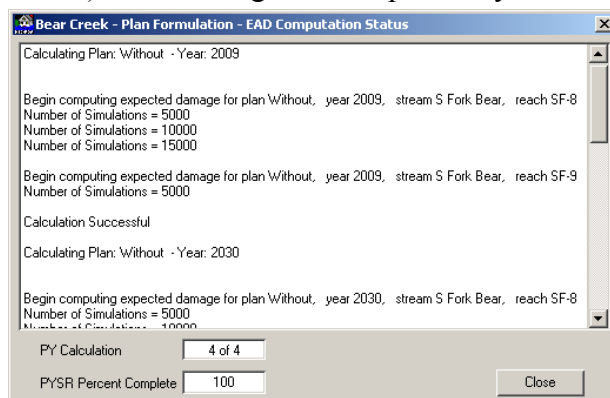 Bear Creek - Plan Formulation - EAD Computation Status
Calculating Plan: Without - Year: 2009
Begin computing expected damage for plan Without, year 2009, stream S Fork Bear, reach SF-8
Number of Simulations = 5000
Number of Simulations = 10000
Number of Simulations = 15000
Begin computing expected damage for plan Without, year 2009, stream S Fork Bear, reach SF-9
Number of Simulations = 5000
Calculation Successful
Calculating Plan: Without - Year: 2030
Begin computing expected damage for plan Without, year 2030, stream S Fork Bear, reach SF-8
Number of Simulations = 5000
Number of Simulations = 10000
PY Calculation 4 of 4
PYSR Percent Complete 100 Close